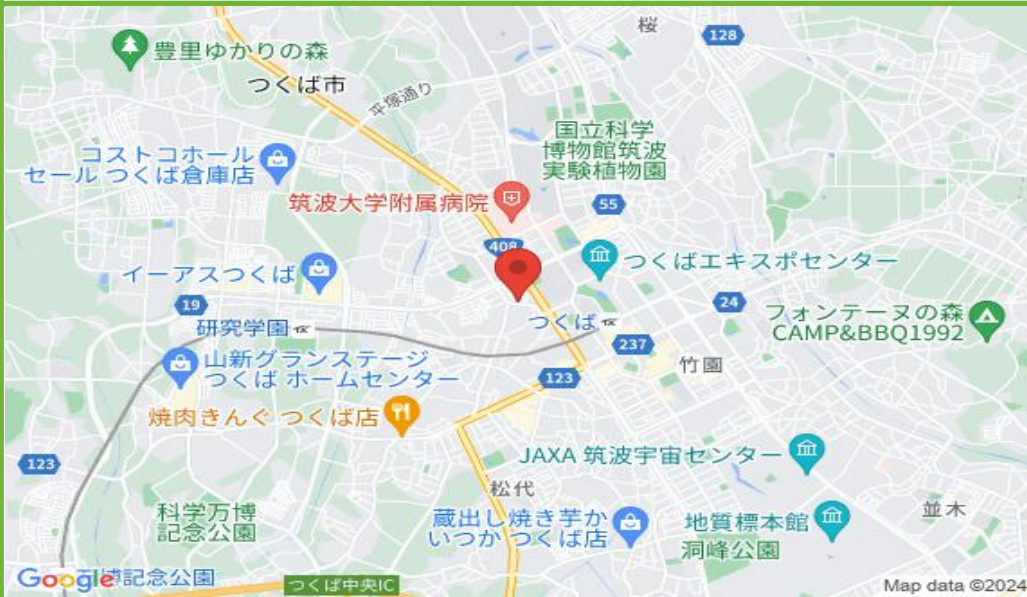 桜
128
豊里ゆかりの森
つくば市
平塚通り
国立科学
博物館筑波
実験植物園
コストコホール
セール つくば倉庫店
筑波大学附属病院
55
408
つくばエキスポセンター
イーアスつくば
19
24
フォンテーヌの森
CAMP&BBQ1992
研究学園
つくば
237
山新グランステージ
つくば ホームセンター
竹園
123
焼肉きんぐ つくば店
JAXA 筑波宇宙センター
123
松代
科学万博
記念公園
蔵出し焼き芋か
いつか つくば店
地質標本館
洞峰公園
並木
Google
博記念公園
つくば中央IC
Map data ©2024